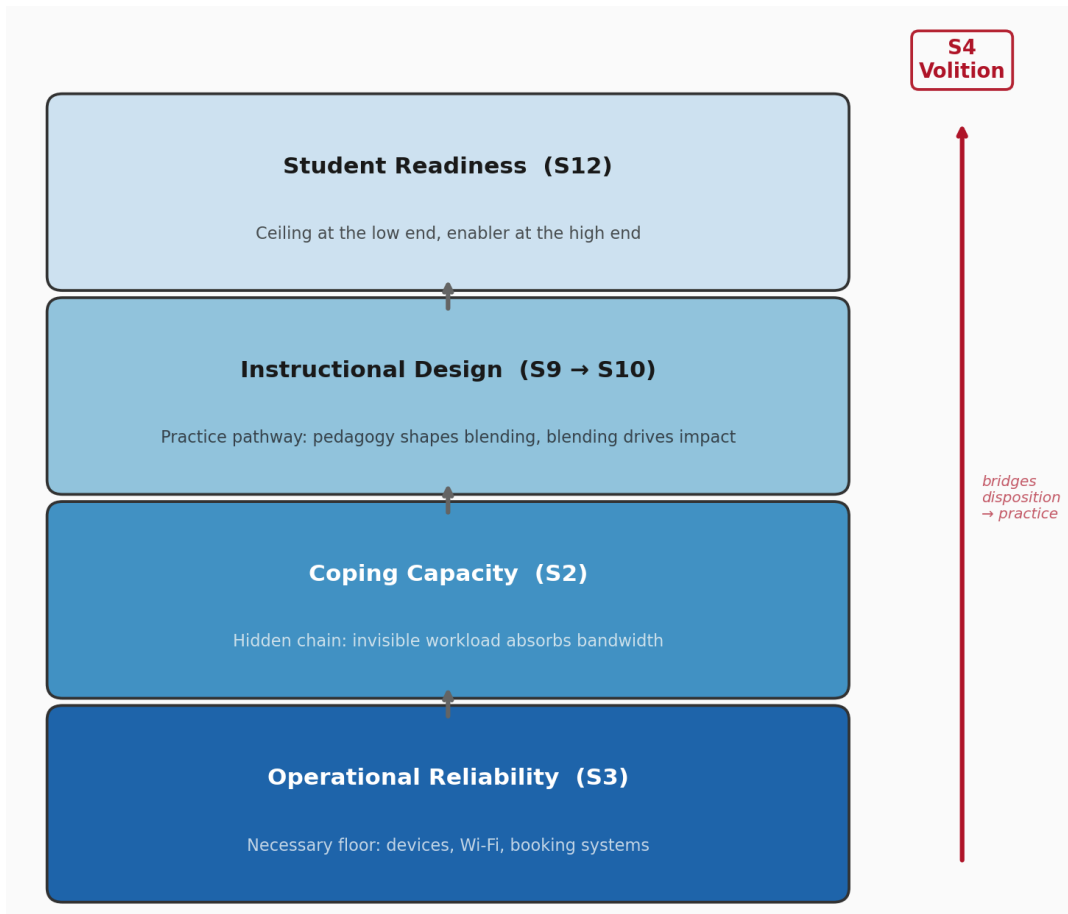 S4
Volition
Student Readiness (S12)
Ceiling at the low end, enabler at the high end
Instructional Design (S9 → S10)
Practice pathway: pedagogy shapes blending, blending drives impact
bridges
disposition
→ practice
Coping Capacity (S2)
Hidden chain: invisible workload absorbs bandwidth
Operational Reliability (S3)
Necessary floor: devices, Wi-Fi, booking systems